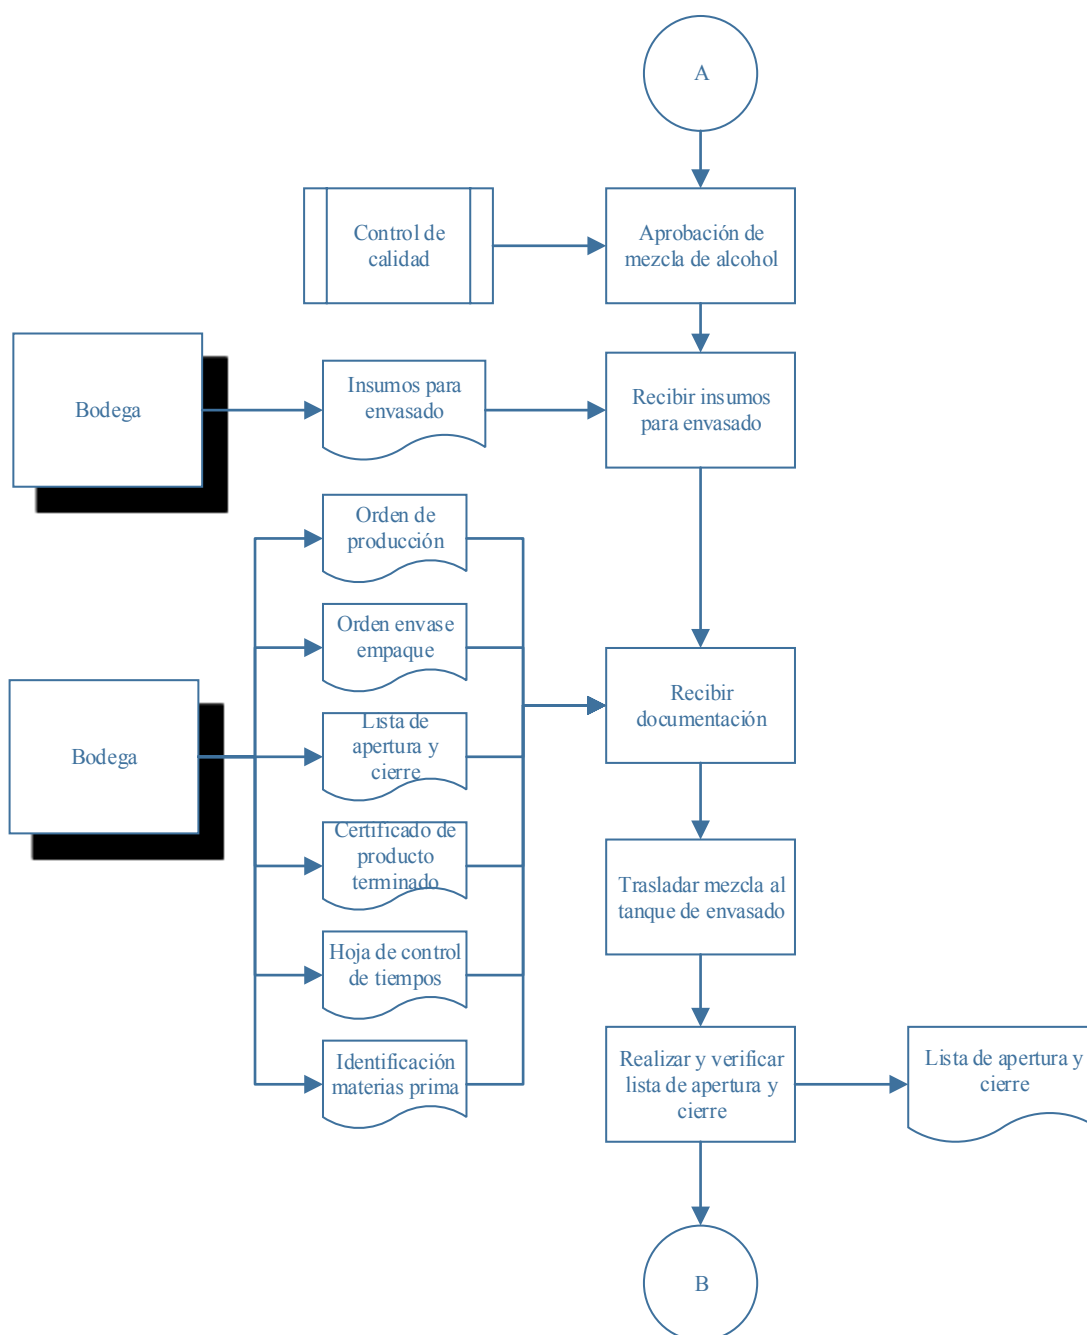 A
Control de
calidad
Aprobación de
mezcla de alcohol
Bodega
Insumos para
envasado
Recibir insumos
para envasado
Orden de
producción
Orden envase
empaque
Bodega
Lista de
apertura y
cierre
Recibir
documentación
Certificado de
producto
terminado
Trasladar mezcla al
tanque de envasado
Hoja de control
de tiempos
Identificación
materias prima
Realizar y verificar
lista de apertura y
cierre
Lista de apertura y
cierre
B